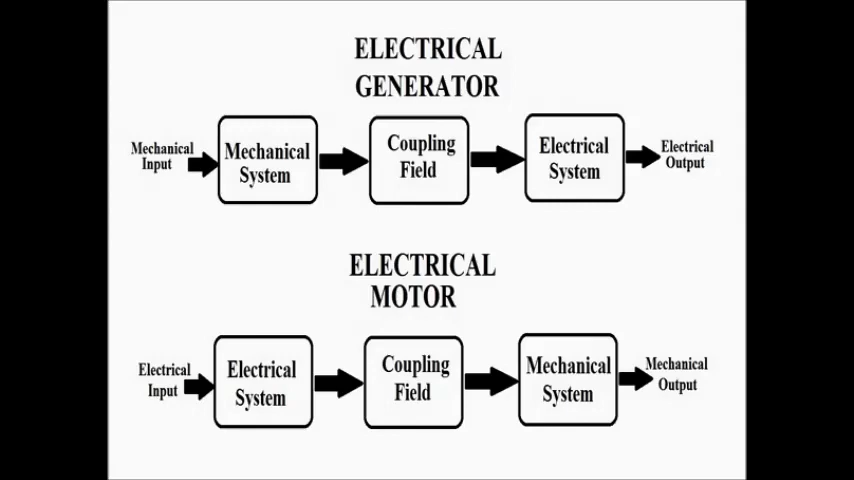 ELECTRICAL
GENERATOR
Mechanical
Input
Mechanical
System
Coupling
Field
Electrical
System
Electrical
Output
ELECTRICAL
MOTOR
Electrical
Input
Electrical
System
Coupling
Field
Mechanical
System
Mechanical
Output